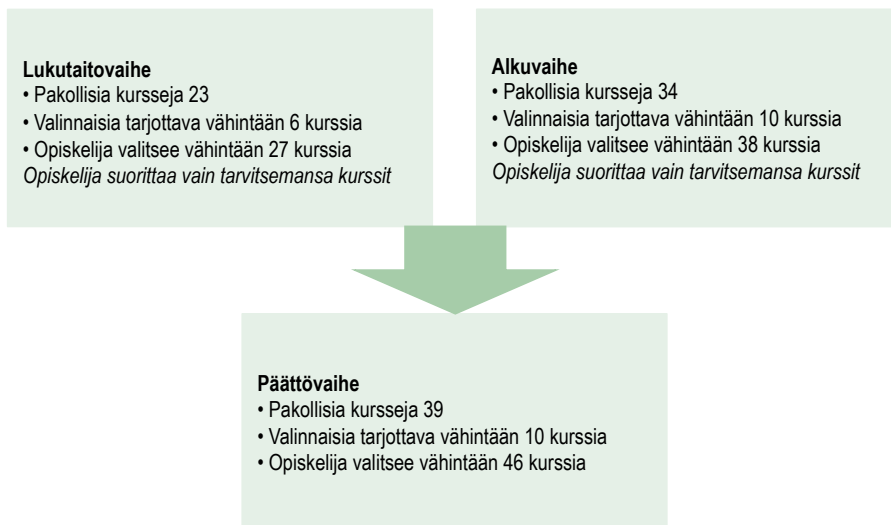 Lukutaitovaihe
• Pakollisia kursseja 23
• Valinnaisia tarjottava vähintään 6 kurssia
• Opiskelija valitsee vähintään 27 kurssia
Opiskelija suorittaa vain tarvitsemansa kurssit
Alkuvaihe
• Pakollisia kursseja 34
• Valinnaisia tarjottava vähintään 10 kurssia
• Opiskelija valitsee vähintään 38 kurssia
Opiskelija suorittaa vain tarvitsemansa kurssit
Päättövaihe
• Pakollisia kursseja 39
• Valinnaisia tarjottava vähintään 10 kurssia
• Opiskelija valitsee vähintään 46 kurssia